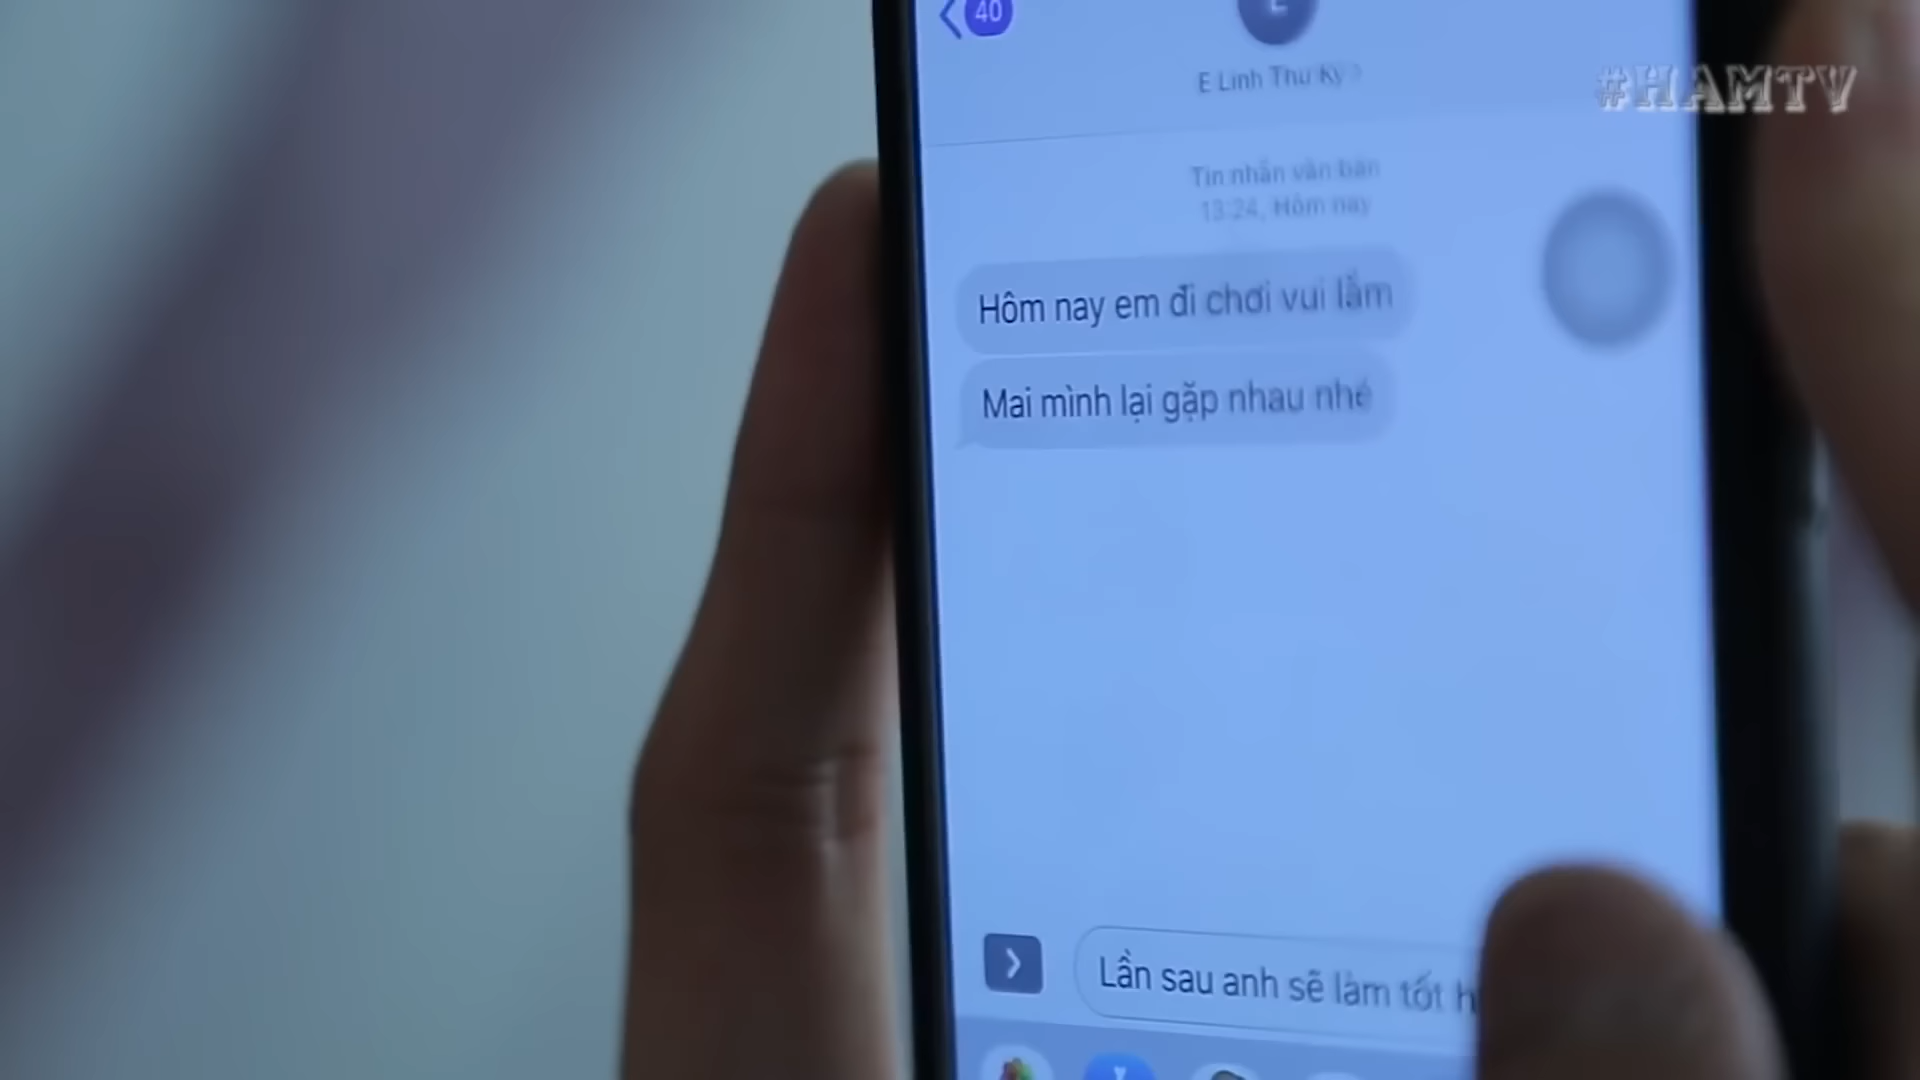 40
#HAMTV
E Linh Thư Ký
Tin nhắn văn bản
13:24, Hôm nay
Hôm nay em đi chơi vui lắm
Mai mình lại gặp nhau nhé
Lần sau anh sẽ làm tốt h